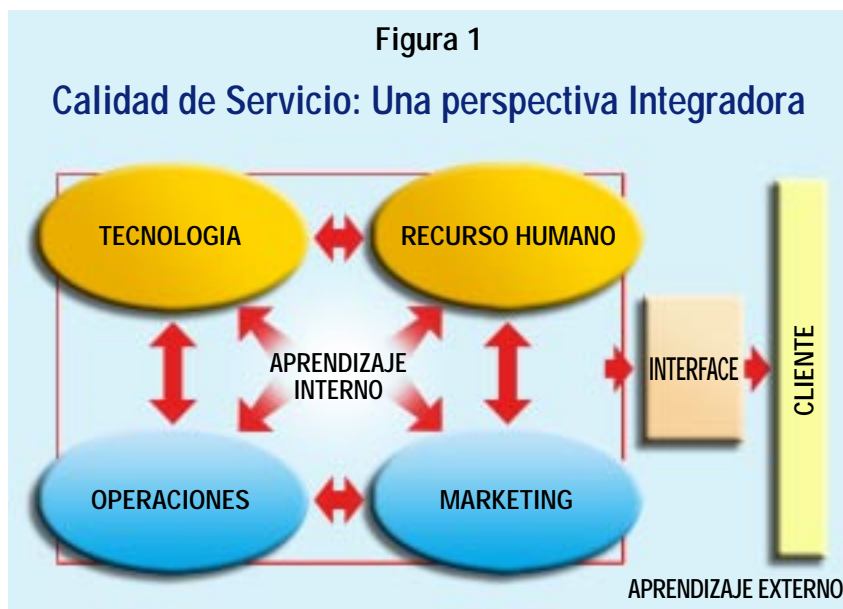 Figura 1
Calidad de Servicio: Una perspectiva Integradora
TECNOLOGIA
RECURSO HUMANO
APRENDIZAJE
INTERNO
INTERFACE
CLIENTE
OPERACIONES
MARKETING
APRENDIZAJE EXTERNO